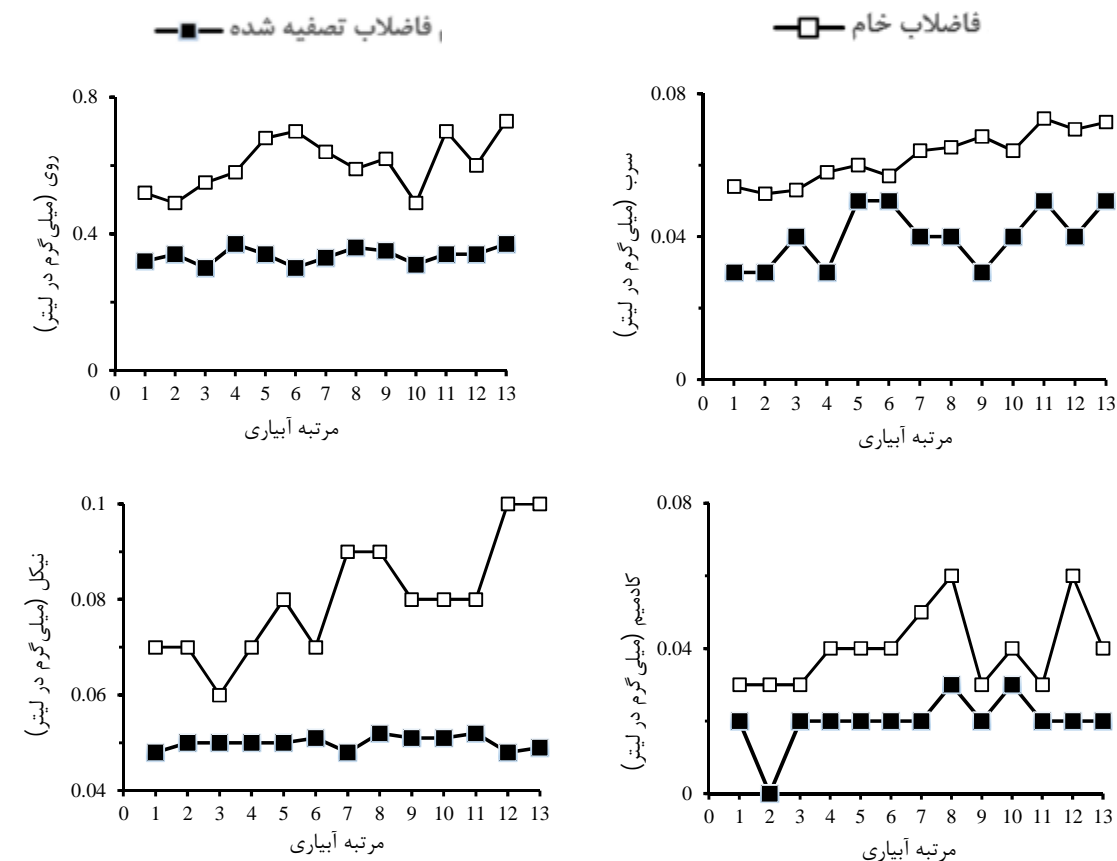 فاضلاب خام
فاضلاب تصفیه شده
0.8
0.4
0
0 1 2 3 4 5 6 7 8 9 10 11 12 13
روی (میلی‌گرم در لیتر)
مرتبه آبیاری
0.08
0.04
0
0 1 2 3 4 5 6 7 8 9 10 11 12 13
سرب (میلی‌گرم در لیتر)
مرتبه آبیاری
0.1
0.08
0.06
0.04
0 1 2 3 4 5 6 7 8 9 10 11 12 13
نیکل (میلی‌گرم در لیتر)
مرتبه آبیاری
0.08
0.04
0
0 1 2 3 4 5 6 7 8 9 10 11 12 13
کادمیم (میلی‌گرم در لیتر)
مرتبه آبیاری